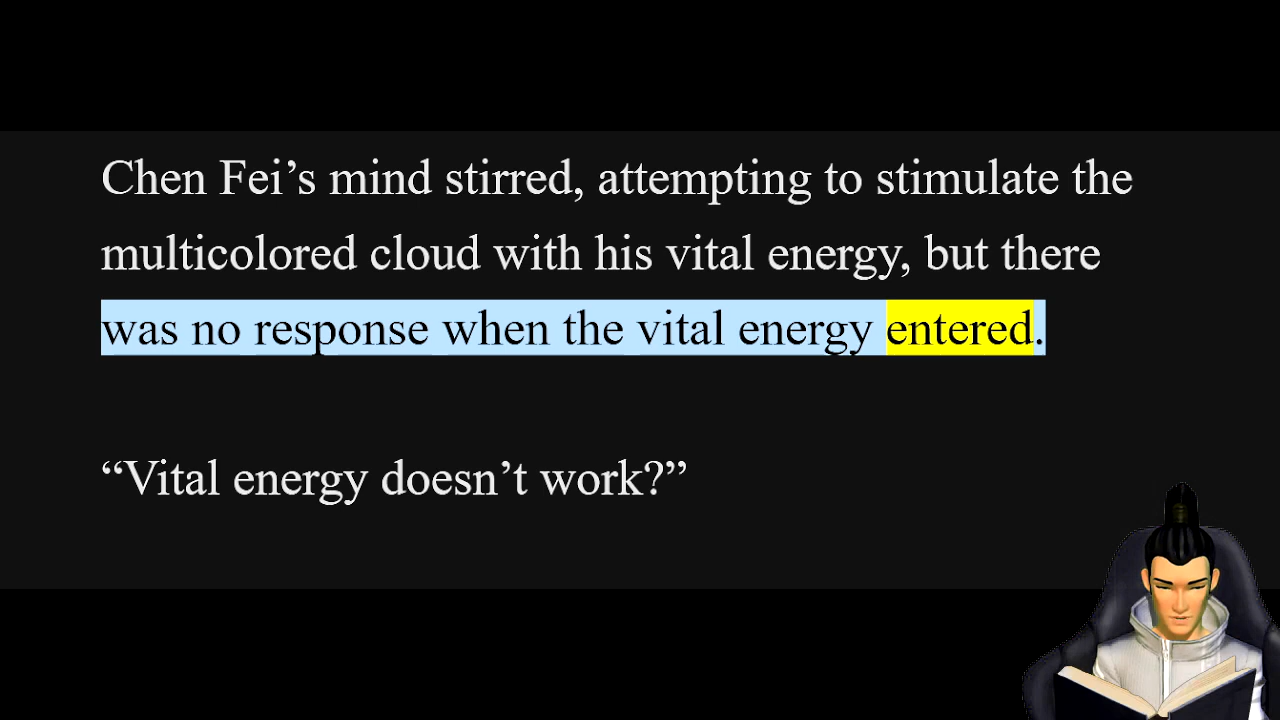 Chen Fei’s mind stirred, attempting to stimulate the
multicolored cloud with his vital energy, but there
was no response when the vital energy entered.
“Vital energy doesn’t work?”